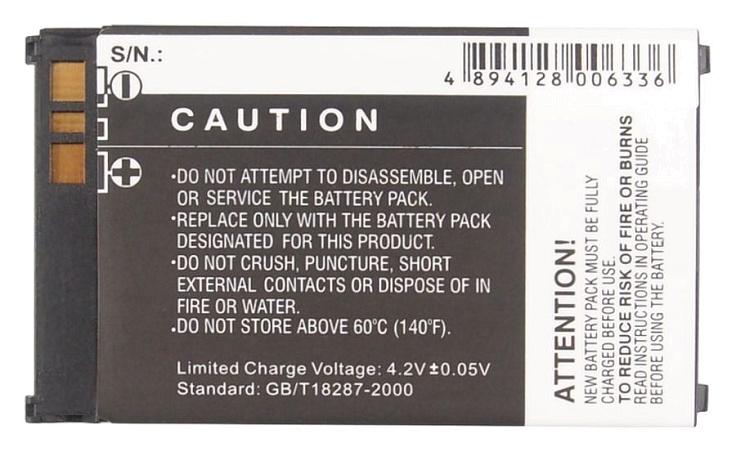 S/N.:
4 894128 006336
CAUTION
•DO NOT ATTEMPT TO DISASSEMBLE, OPEN
OR SERVICE THE BATTERY PACK.
•REPLACE ONLY WITH THE BATTERY PACK
DESIGNATED FOR THIS PRODUCT.
•DO NOT CRUSH, PUNCTURE, SHORT
EXTERNAL CONTACTS OR DISPOSE OF IN
FIRE OR WATER.
•DO NOT STORE ABOVE 60°C (140°F).
Limited Charge Voltage: 4.2V±0.05V
Standard: GB/T18287-2000
ATTENTION!
NEW BATTERY PACK MUST BE FULLY
CHARGED BEFORE USE.
TO REDUCE RISK OF FIRE OR BURNS
READ INSTRUCTIONS IN OPERATING GUIDE
BEFORE USING THE BATTERY.